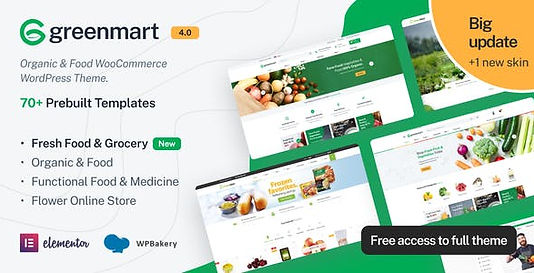 greenmart 4.0
Organic & Food WooCommerce
WordPress Theme.
70+ Prebuilt Templates
• Fresh Food & Grocery New
• Organic & Food
• Functional Food & Medicine
• Flower Online Store
elementor WPBakery
Big
update
+1 new skin
Frozen
favorites.
Free access to full theme